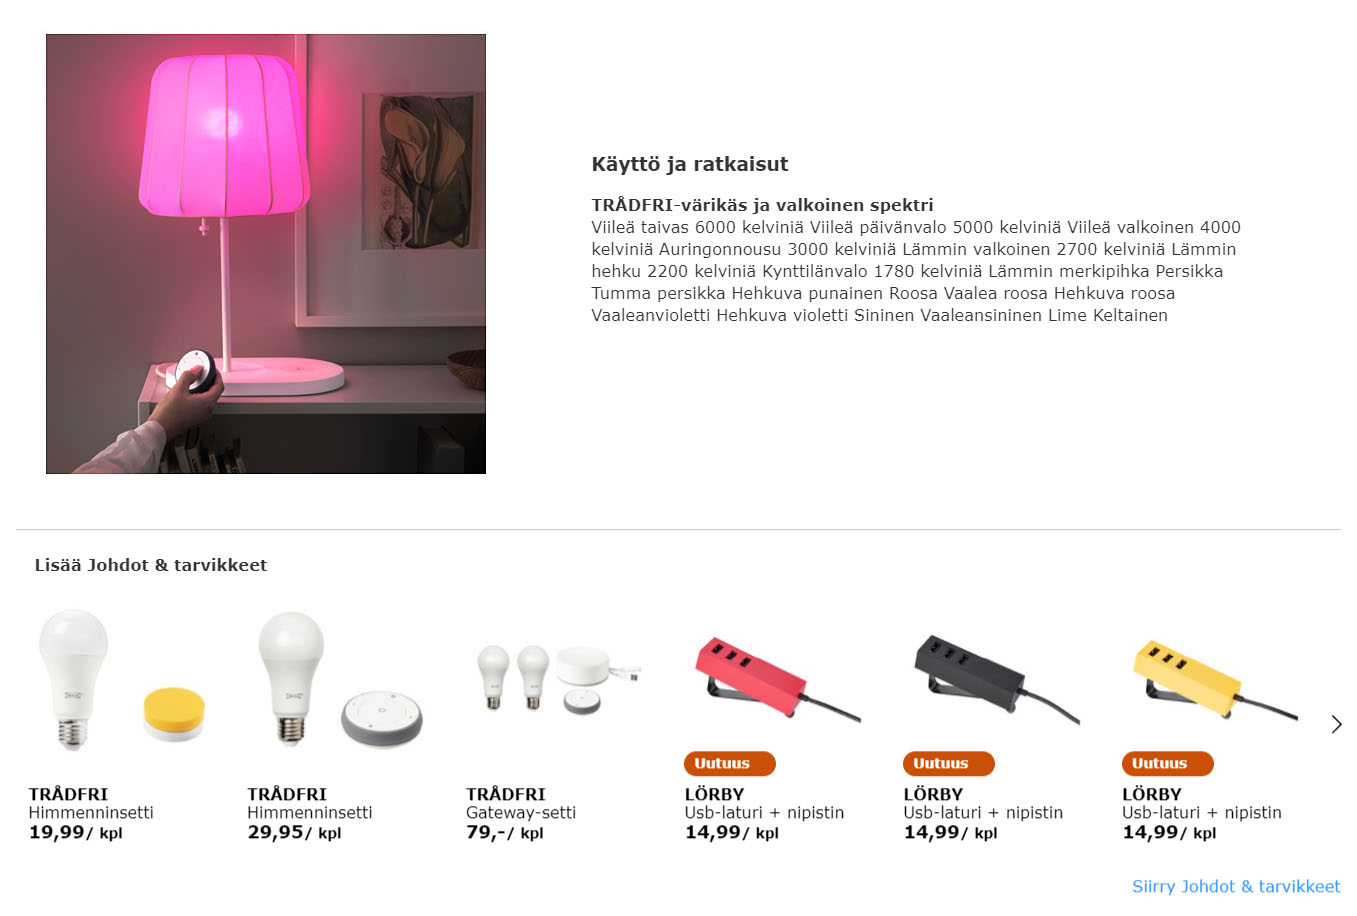 Käyttö ja ratkaisut
TRÅDFRI-värikäs ja valkoinen spektri
Viileä taivas 6000 kelviniä Viileä päivänvalo 5000 kelviniä Viileä valkoinen 4000
kelviniä Auringonnousu 3000 kelviniä Lämmin valkoinen 2700 kelviniä Lämmin
hehku 2200 kelviniä Kynttilänvalo 1780 kelviniä Lämmin merkipihka Persikka
Tumma persikka Hehkuva punainen Roosa Vaalea roosa Hehkuva roosa
Vaaleanvioletti Hehkuva violetti Sininen Vaaleansininen Lime Keltainen
Lisää Johdot & tarvikkeet
Uutuus
Uutuus
Uutuus
TRÅDFRI
Himmenninsetti
19,99/ kpl
TRÅDFRI
Himmenninsetti
29,95/ kpl
TRÅDFRI
Gateway-setti
79,-/ kpl
LÖRBY
Usb-laturi + nipistin
14,99/ kpl
LÖRBY
Usb-laturi + nipistin
14,99/ kpl
LÖRBY
Usb-laturi + nipistin
14,99/ kpl
Siirry Johdot & tarvikkeet